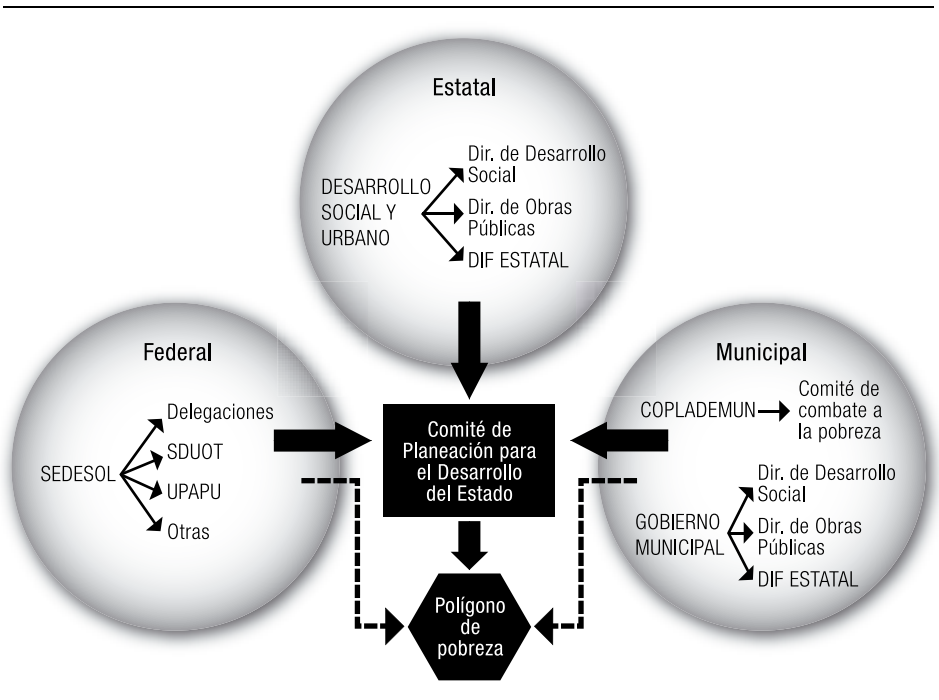 Estatal
DESARROLLO
SOCIAL Y
URBANO
Dir. de Desarrollo
Social
Dir. de Obras
Públicas
DIF ESTATAL
Federal
SEDESOL
Delegaciones
SDUOT
UPAPU
Otras
Comité de
Planeación para
el Desarrollo
del Estado
Polígono
de
pobreza
Municipal
COPLADEMUN
Comité de
combate a
la pobreza
GOBIERNO
MUNICIPAL
Dir. de Desarrollo
Social
Dir. de Obras
Públicas
DIF ESTATAL